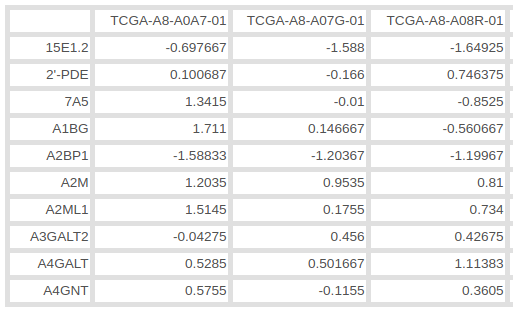 TCGA-A8-A0A7-01 TCGA-A8-A07G-01 TCGA-A8-A08R-01
15E1.2 -0.697667 -1.588 -1.64925
2'-PDE 0.100687 -0.166 0.746375
7A5 1.3415 -0.01 -0.8525
A1BG 1.711 0.146667 -0.560667
A2BP1 -1.58833 -1.20367 -1.19967
A2M 1.2035 0.9535 0.81
A2ML1 1.5145 0.1755 0.734
A3GALT2 -0.04275 0.456 0.42675
A4GALT 0.5285 0.501667 1.11383
A4GNT 0.5755 -0.1155 0.3605